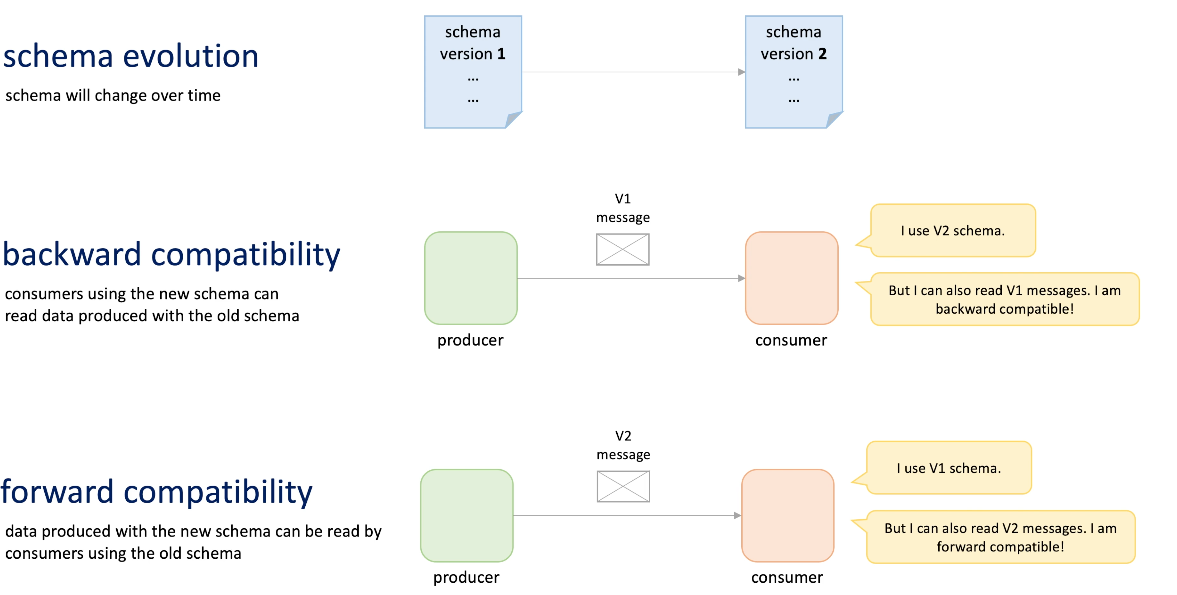 schema evolution
schema will change over time
schema
version 1
...
...
schema
version 2
...
...
backward compatibility
consumers using the new schema can
read data produced with the old schema
V1
message
producer
consumer
I use V2 schema.
But I can also read V1 messages. I am
backward compatible!
forward compatibility
data produced with the new schema can be read by
consumers using the old schema
V2
message
producer
consumer
I use V1 schema.
But I can also read V2 messages. I am
forward compatible!